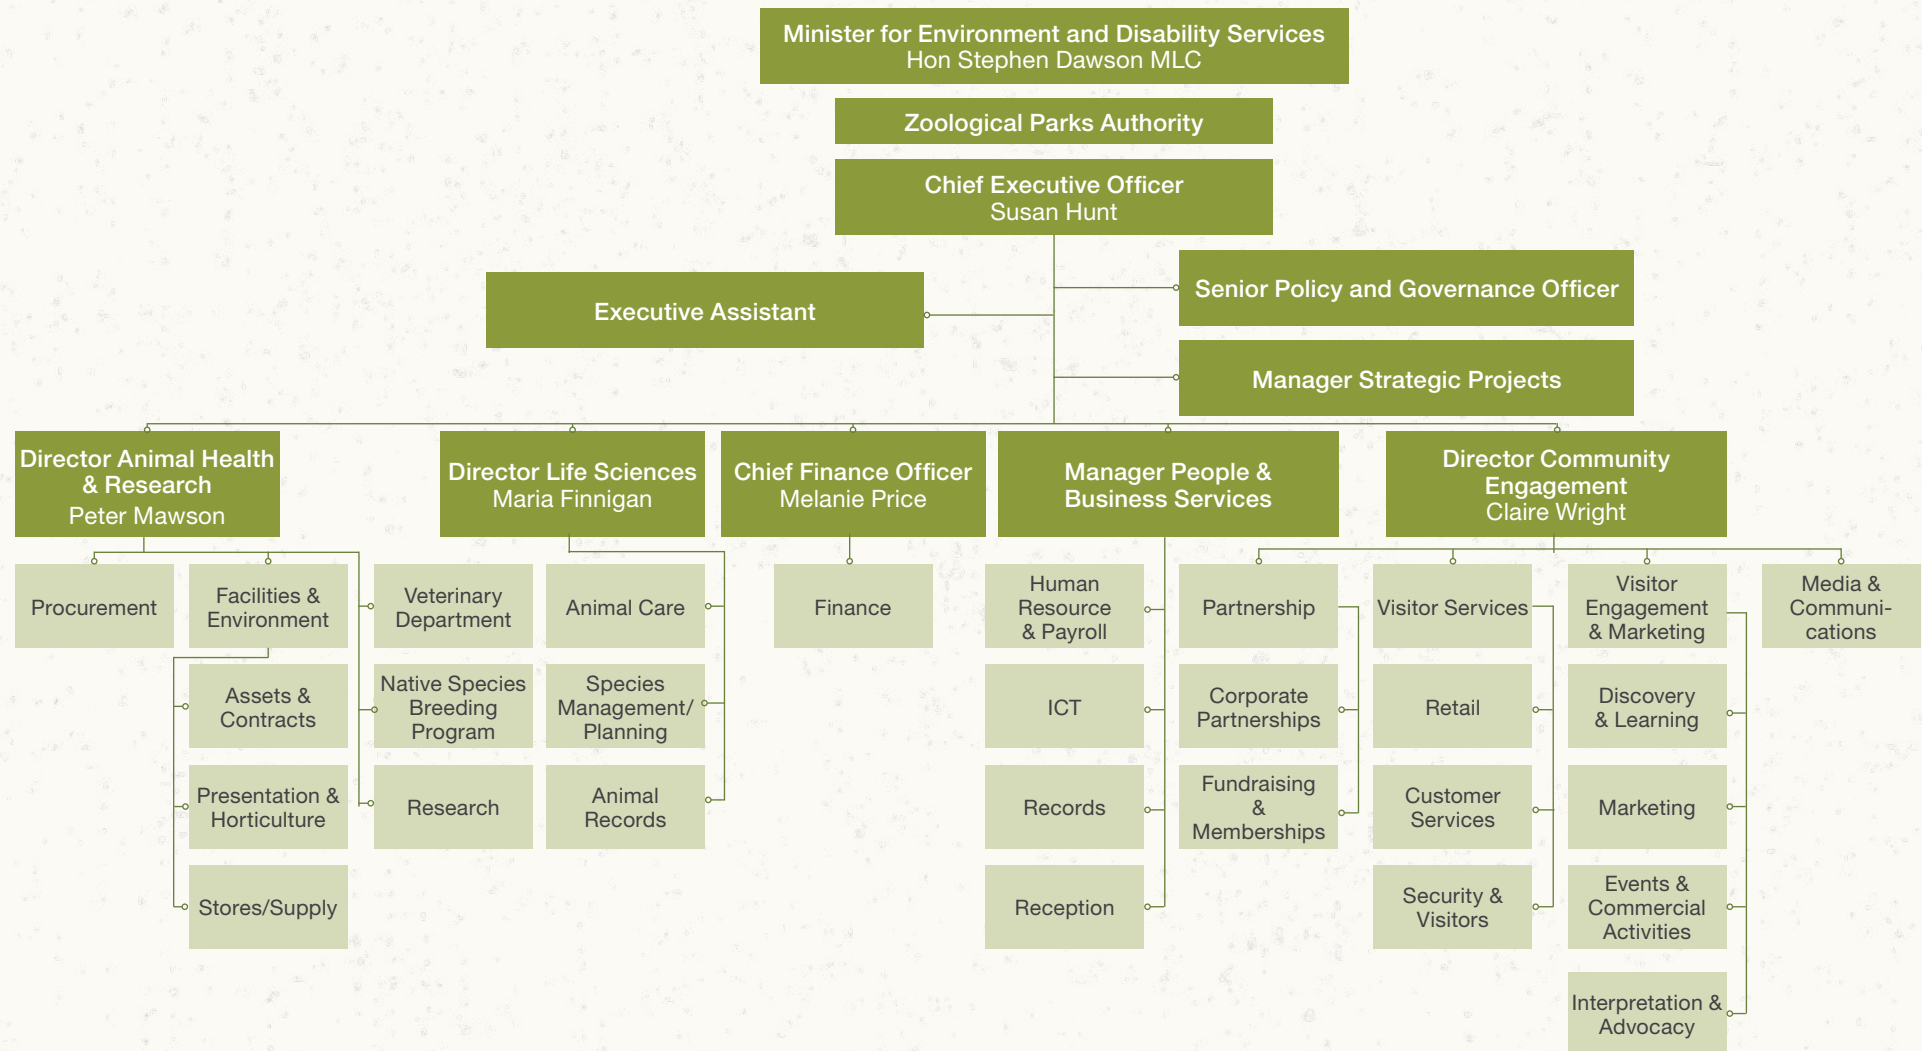 Minister for Environment and Disability Services
Hon Stephen Dawson MLC
Zoological Parks Authority
Chief Executive Officer
Susan Hunt
Executive Assistant
Senior Policy and Governance Officer
Manager Strategic Projects
Director Animal Health
& Research
Peter Mawson
Director Life Sciences
Maria Finnigan
Chief Finance Officer
Melanie Price
Manager People &
Business Services
Director Community
Engagement
Claire Wright
Procurement
Facilities &
Environment
Assets &
Contracts
Presentation &
Horticulture
Stores/Supply
Veterinary
Department
Native Species
Breeding
Program
Research
Animal Care
Species
Management/
Planning
Animal
Records
Finance
Human
Resource
& Payroll
ICT
Records
Reception
Partnership
Corporate
Partnerships
Fundraising
&
Memberships
Visitor Services
Retail
Customer
Services
Security &
Visitors
Visitor
Engagement
& Marketing
Discovery
& Learning
Marketing
Events &
Commercial
Activities
Interpretation &
Advocacy
Media &
Communi-
cations